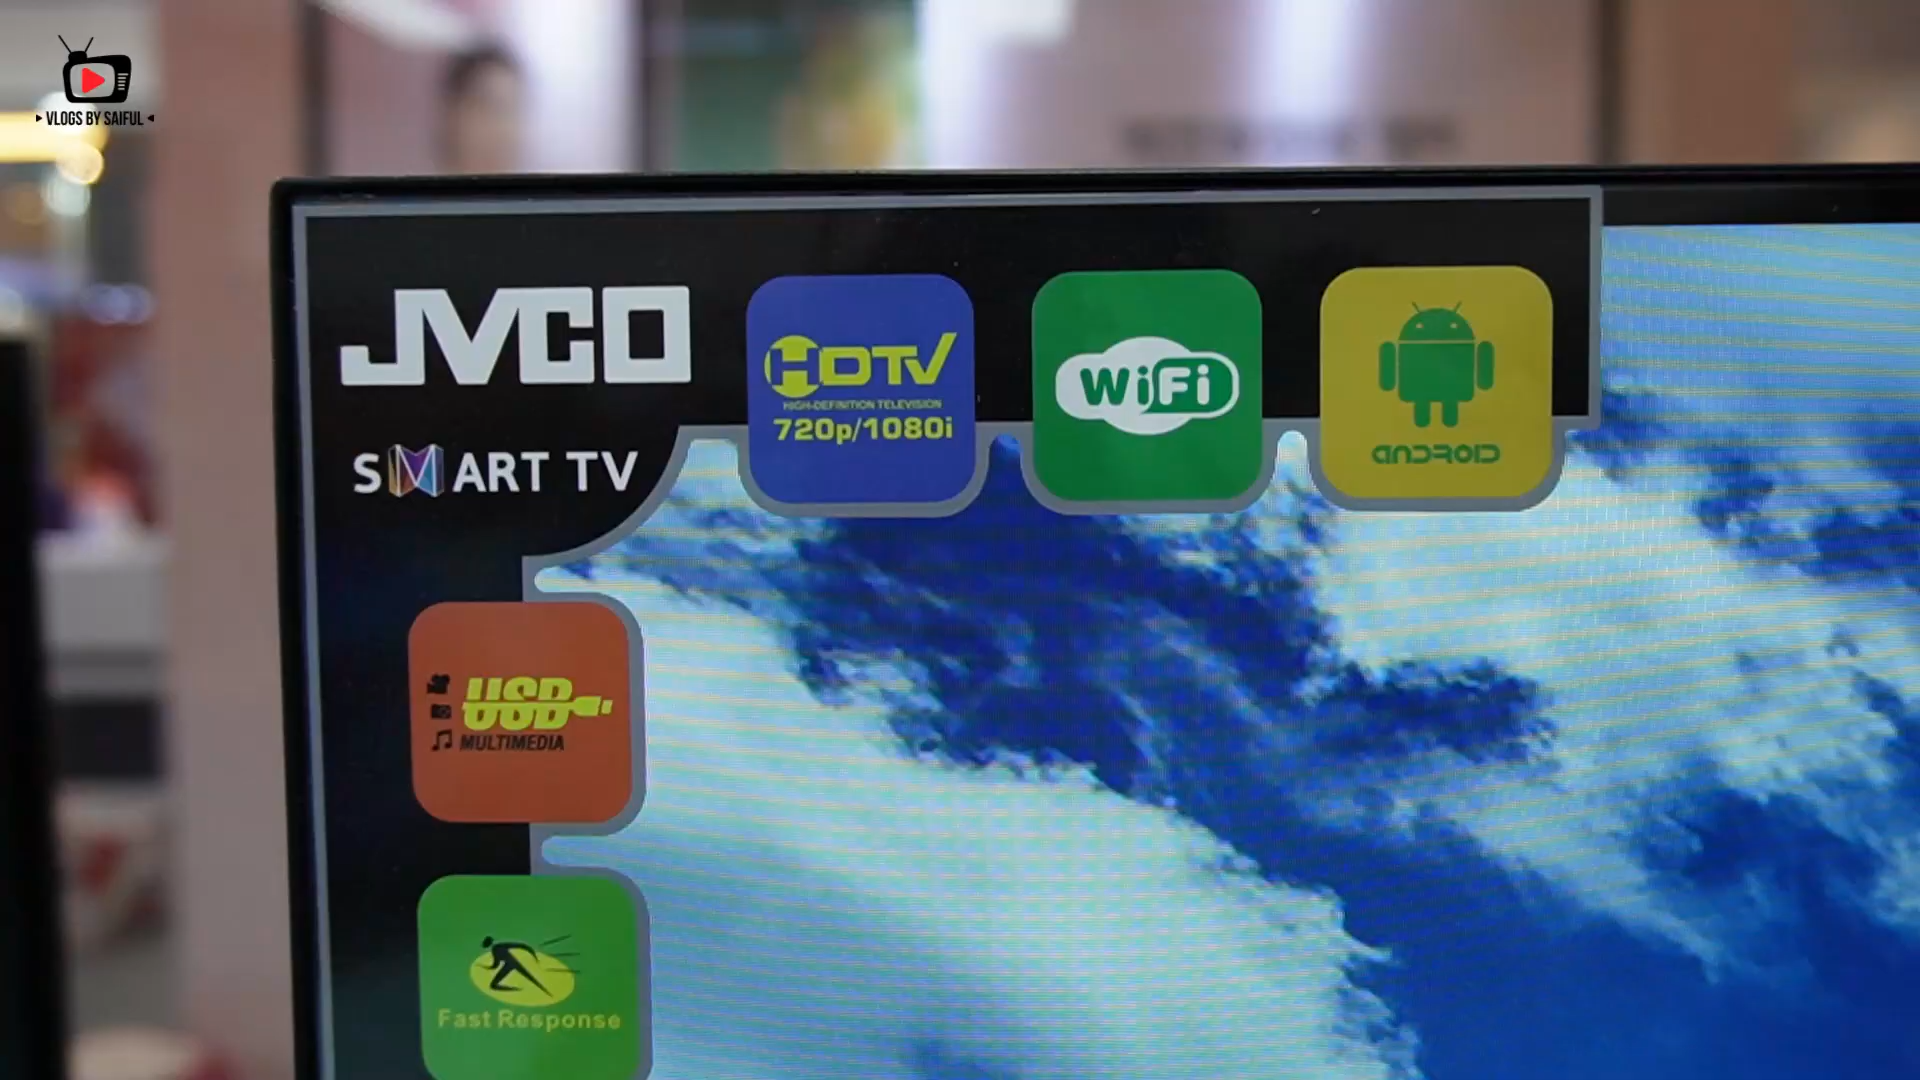 VLOGS BY SAIFUL
JVCO
SMART TV
HDTV
HIGH-DEFINITION TELEVISION
720p/1080i
WiFi
ANDROID
USB
MULTIMEDIA
Fast Response